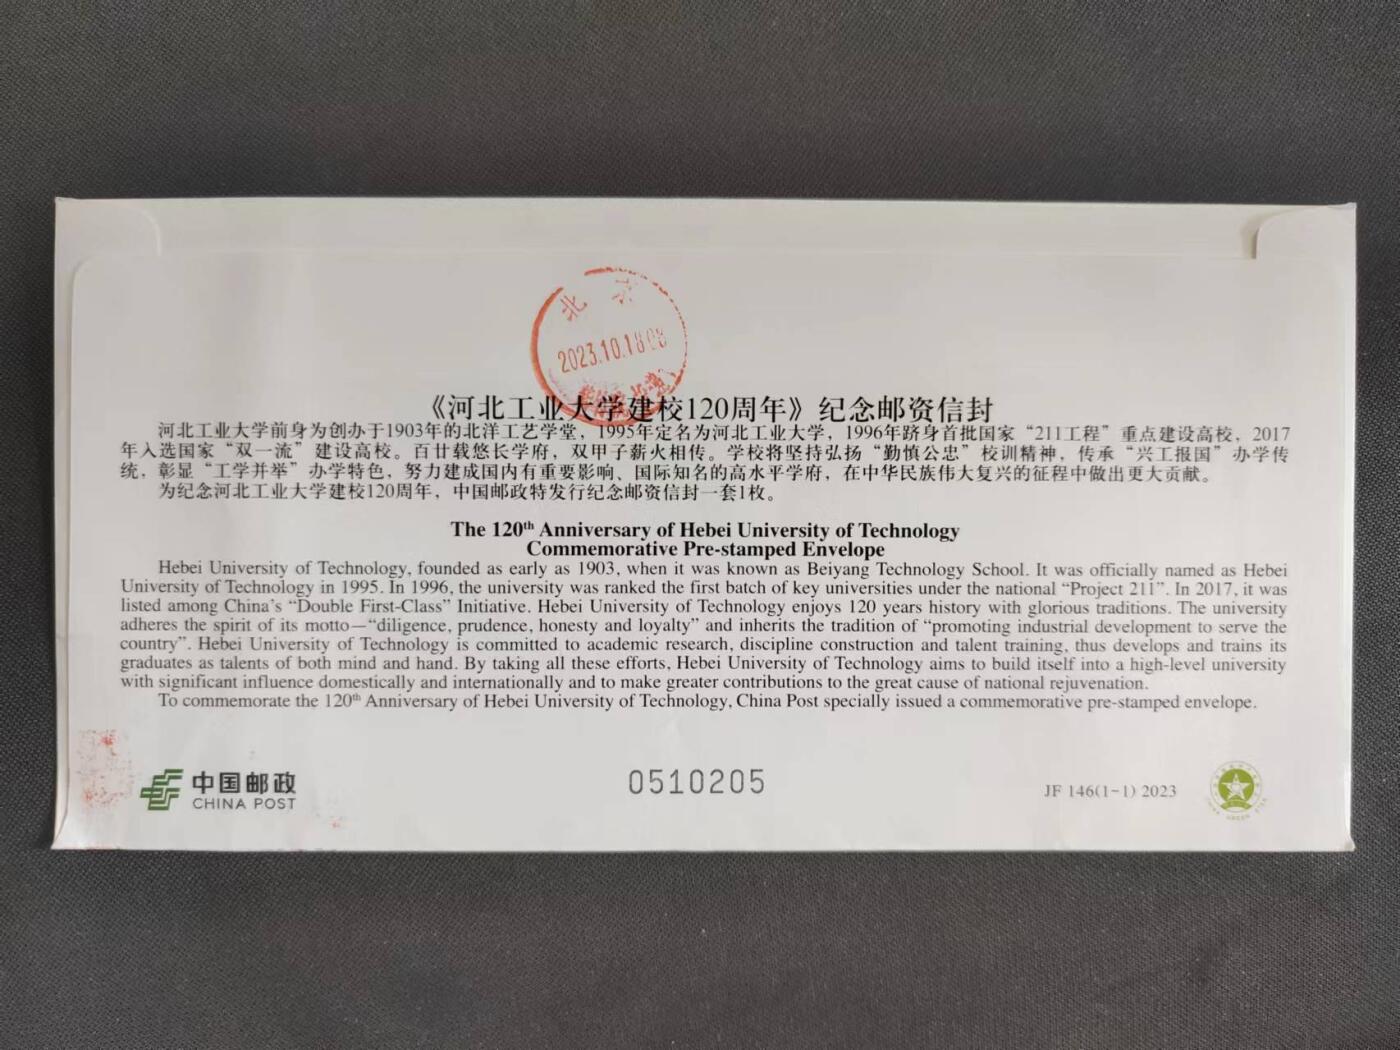 北 京
2023.10.18 08
《河北工业大学建校120周年》纪念邮资信封
河北工业大学前身为创办于1903年的北洋工艺学堂，1995年定名为河北工业大学，1996年跻身首批国家“211工程”重点建设高校，2017
年入选国家“双一流”建设高校。百廿载悠长学府，双甲子薪火相传。学校将坚持弘扬“勤慎公忠”校训精神，传承“兴工报国”办学传
统，彰显“工学并举”办学特色，努力建成国内有重要影响、国际知名的高水平学府，在中华民族伟大复兴的征程中做出更大贡献。
为纪念河北工业大学建校120周年，中国邮政特发行纪念邮资信封一套1枚。
The 120th Anniversary of Hebei University of Technology
Commemorative Pre-stamped Envelope
Hebei University of Technology, founded as early as 1903, when it was known as Beiyang Technology School. It was officially named as Hebei
University of Technology in 1995. In 1996, the university was ranked the first batch of key universities under the national “Project 211”. In 2017, it was
listed among China’s “Double First-Class” Initiative. Hebei University of Technology enjoys 120 years history with glorious traditions. The university
adheres the spirit of its motto—“diligence, prudence, honesty and loyalty” and inherits the tradition of “promoting industrial development to serve the
country”. Hebei University of Technology is committed to academic research, discipline construction and talent training, thus develops and trains its
graduates as talents of both mind and hand. By taking all these efforts, Hebei University of Technology aims to build itself into a high-level university
with significant influence domestically and internationally and to make greater contributions to the great cause of national rejuvenation.
To commemorate the 120th Anniversary of Hebei University of Technology, China Post specially issued a commemorative pre-stamped envelope.
中国邮政
CHINA POST
0510205
JF 146(1-1) 2023